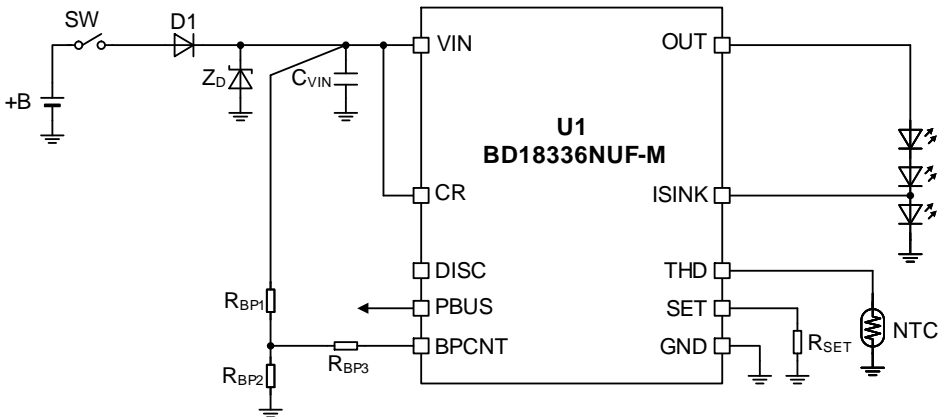 SW
D1
+B
ZD
CVIN
RBP1
RBP2
RBP3
VIN
CR
DISC
PBUS
BPCNT
U1
BD18336NUF-M
OUT
ISINK
THD
SET
GND
RSET
NTC